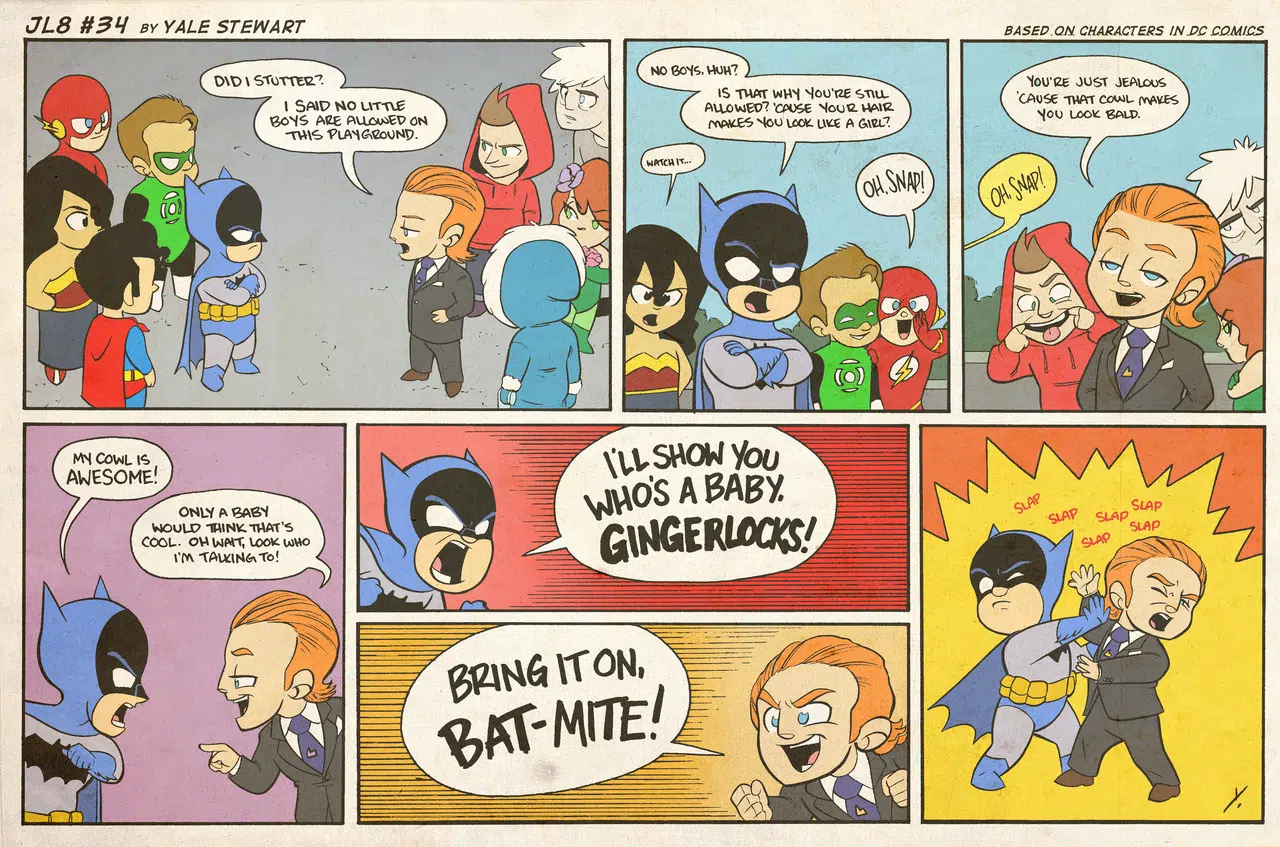 JL8 #34 BY YALE STEWART
BASED ON CHARACTERS IN DC COMICS
DID I STUTTER?
I SAID NO LITTLE
BOYS ARE ALLOWED ON
THIS PLAYGROUND.
NO BOYS, HUH?
IS THAT WHY YOU'RE STILL
ALLOWED? 'CAUSE YOUR HAIR
MAKES YOU LOOK LIKE A GIRL?
WATCH IT...
OH, SNAP!
YOU'RE JUST JEALOUS
'CAUSE THAT COWL MAKES
YOU LOOK BALD.
OH, SNAP!
MY COWL IS
AWESOME!
ONLY A BABY
WOULD THINK THAT'S
COOL. OH WAIT, LOOK WHO
I'M TALKING TO!
I'LL SHOW YOU
WHO'S A BABY.
GINGERLOCKS!
BRING IT ON,
BAT-MITE!
SLAP
SLAP
SLAP
SLAP
SLAP
SLAP
Y.